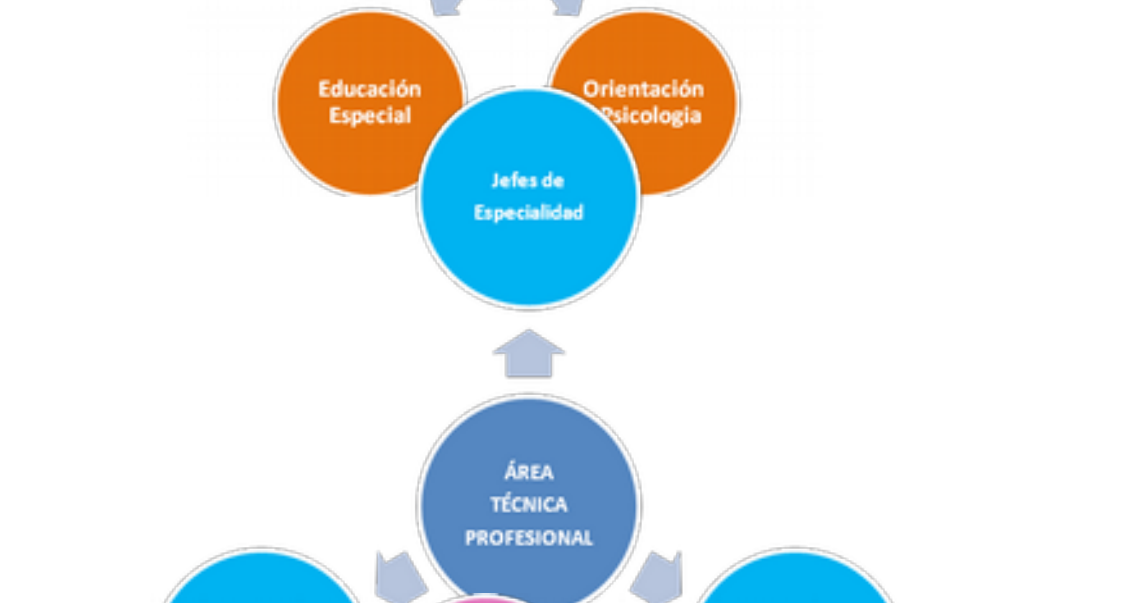 Educación
Especial
Orientación
Psicologia
Jefes de
Especialidad
ÁREA
TÉCNICA
PROFESIONAL